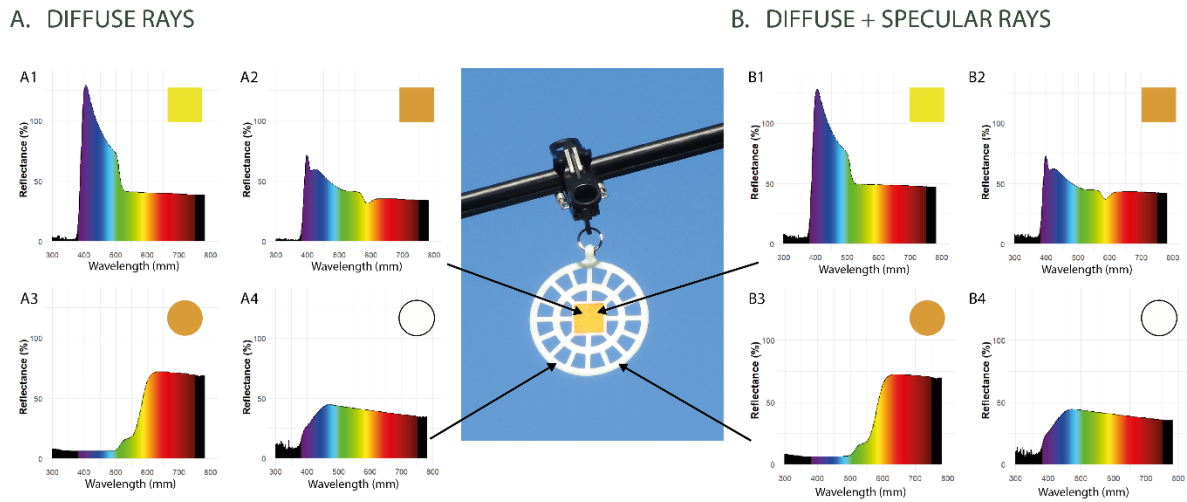 A. DIFFUSE RAYS
B. DIFFUSE + SPECULAR RAYS
A1
Reflectance (%)
100
50
0
300 400 500 600 700 800
Wavelength (mm)
A2
Reflectance (%)
100
50
0
300 400 500 600 700 800
Wavelength (mm)
B1
Reflectance (%)
100
50
0
300 400 500 600 700 800
Wavelength (mm)
B2
Reflectance (%)
100
50
0
300 400 500 600 700 800
Wavelength (mm)
A3
Reflectance (%)
100
50
0
300 400 500 600 700 800
Wavelength (mm)
A4
Reflectance (%)
100
50
0
300 400 500 600 700 800
Wavelength (mm)
B3
Reflectance (%)
100
50
0
300 400 500 600 700 800
Wavelength (mm)
B4
Reflectance (%)
100
50
0
300 400 500 600 700 800
Wavelength (mm)